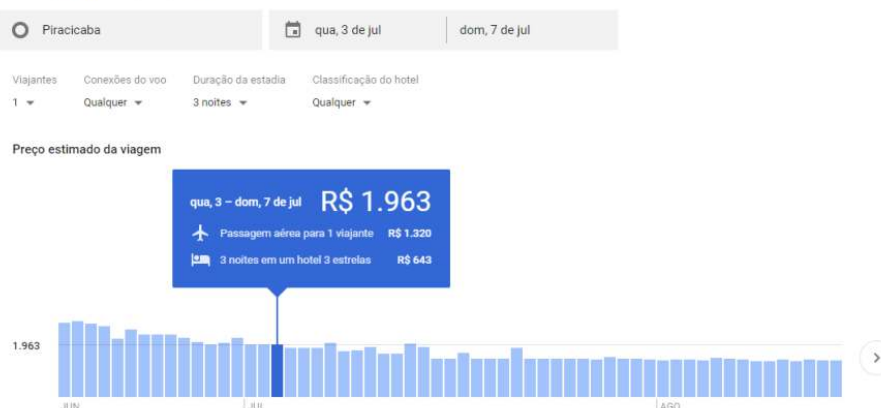 Piracicaba qua, 3 de jul dom, 7 de jul
Viajantes Conexões do voo Duração da estadia Classificação do hotel
1 Qualquer 3 noites Qualquer
Preço estimado da viagem
qua, 3 – dom, 7 de jul R$ 1.963
Passagem aérea para 1 viajante R$ 1.320
3 noites em um hotel 3 estrelas R$ 643
1.963
JUN JUL AGO